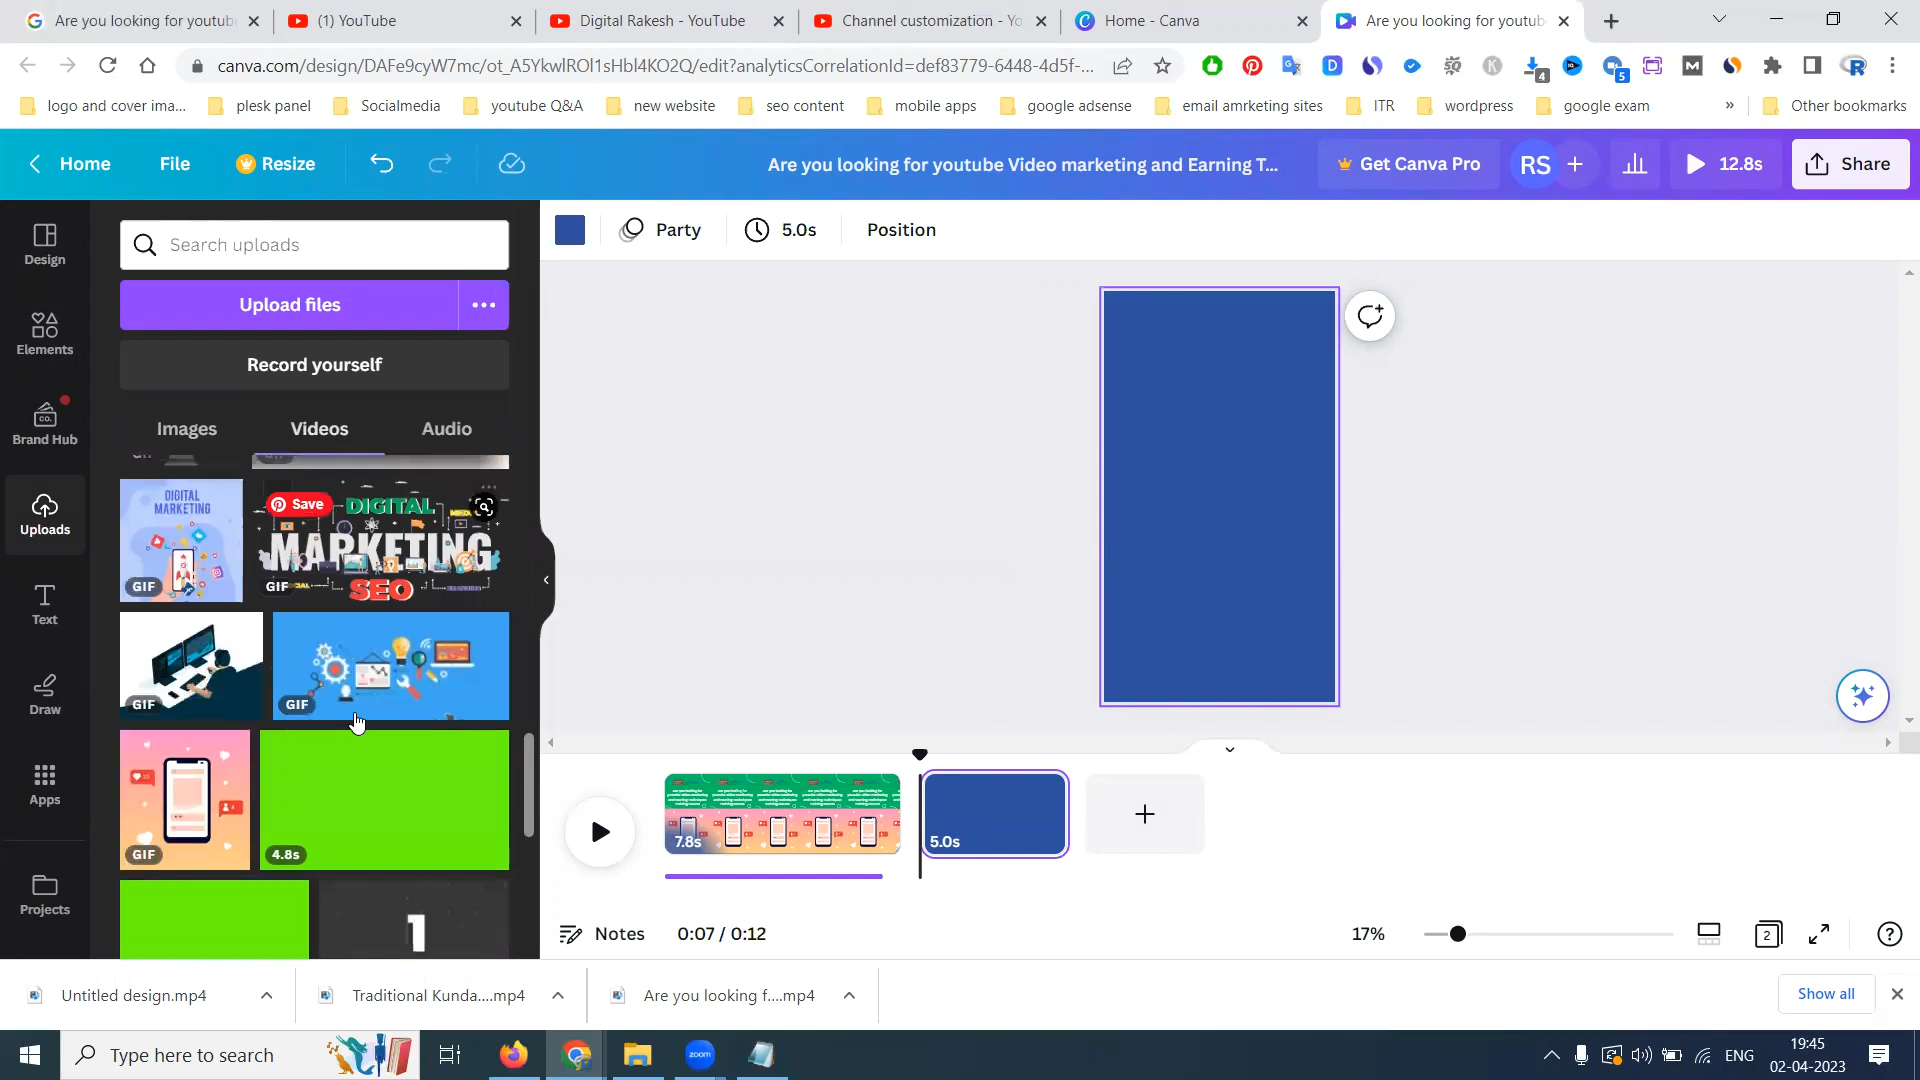 Are you looking for youtub
(1) YouTube
Digital Rakesh - YouTube
Channel customization - Yo
Home - Canva
Are you looking for youtub
canva.com/design/DAFe9cyW7mc/ot_A5YkwlROl1sHbl4KO2Q/edit?analyticsCorrelationId=def83779-6448-4d5f-...
4
5
logo and cover ima...
plesk panel
Socialmedia
youtube Q&A
new website
seo content
mobile apps
google adsense
email amrketing sites
ITR
wordpress
google exam
»
Other bookmarks
Home
File
Resize
Are you looking for youtube Video marketing and Earning T...
Get Canva Pro
RS
12.8s
Share
Design
Elements
Brand Hub
Uploads
Text
Draw
Apps
Projects
Search uploads
Upload files
Record yourself
Images
Videos
Audio
DIGITAL
MARKETING
GIF
Save
DIGITAL
MARKETING
SEO
GIF
GIF
GIF
GIF
4.8s
1
Party
5.0s
Position
7.8s
5.0s
Notes
0:07 / 0:12
17%
2
Untitled design.mp4
Traditional Kunda....mp4
Are you looking f....mp4
Show all
Type here to search
zoom
ENG
19:45
02-04-2023